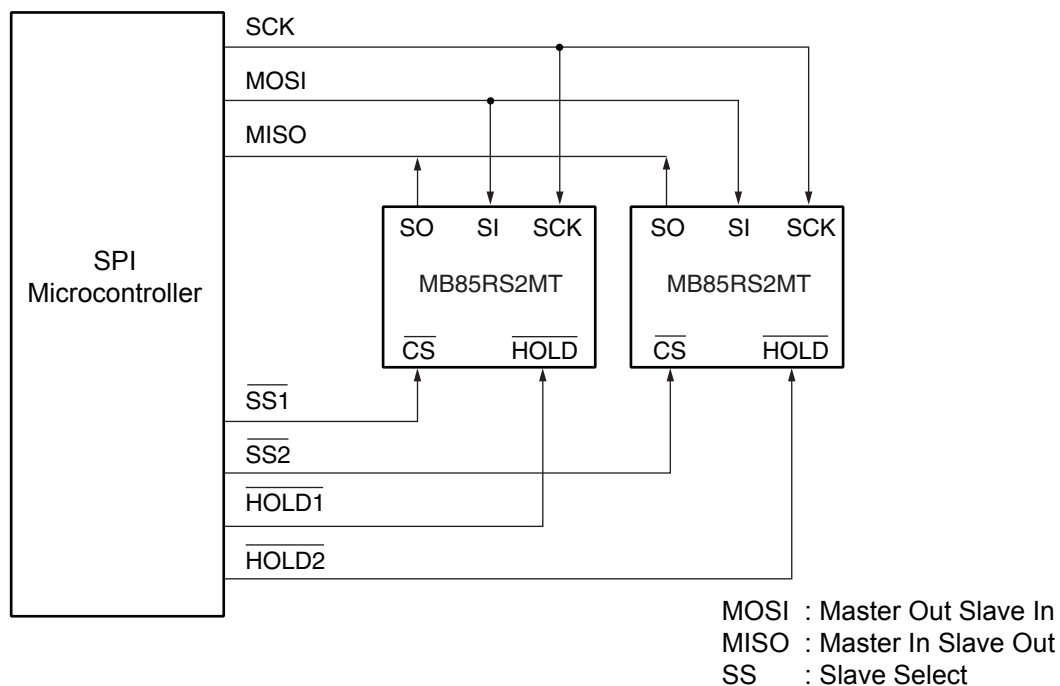 SCK
MOSI
MISO
SO SI SCK
MB85RS2MT
CS HOLD
SO SI SCK
MB85RS2MT
CS HOLD
SPI
Microcontroller
SS1
SS2
HOLD1
HOLD2
MOSI : Master Out Slave In
MISO : Master In Slave Out
SS : Slave Select